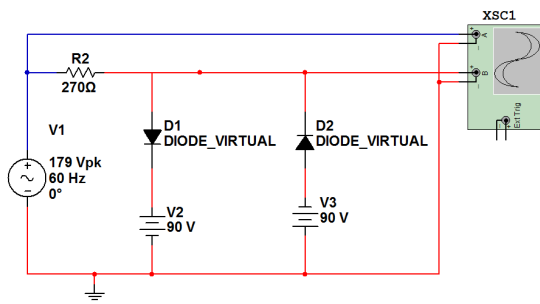 XSC1
A
B
Ext Trig
R2
270Ω
V1
179 Vpk
60 Hz
0°
D1
DIODE_VIRTUAL
D2
DIODE_VIRTUAL
V2
90 V
V3
90 V